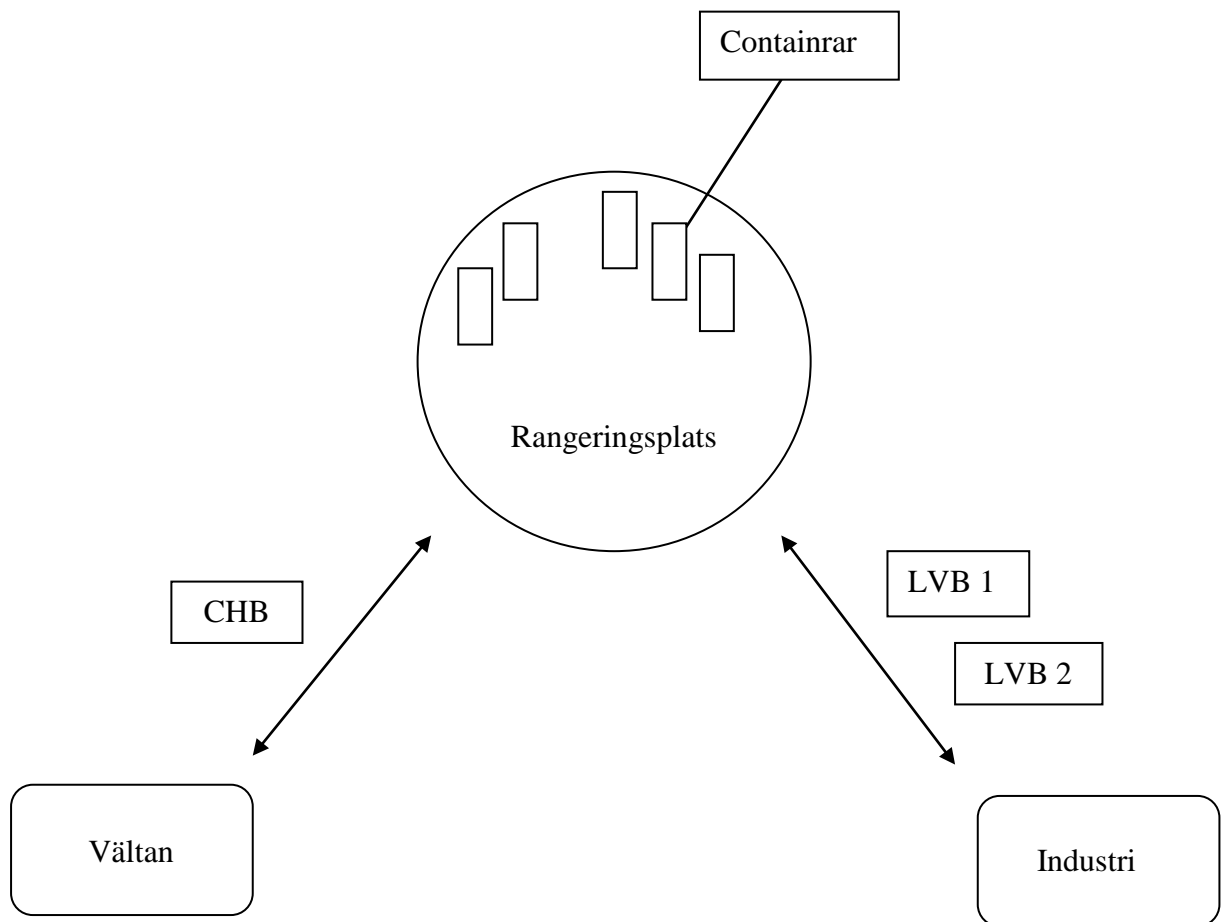 Containrar
Rangeringsplats
LVB 1
CHB
LVB 2
Vältan
Industri